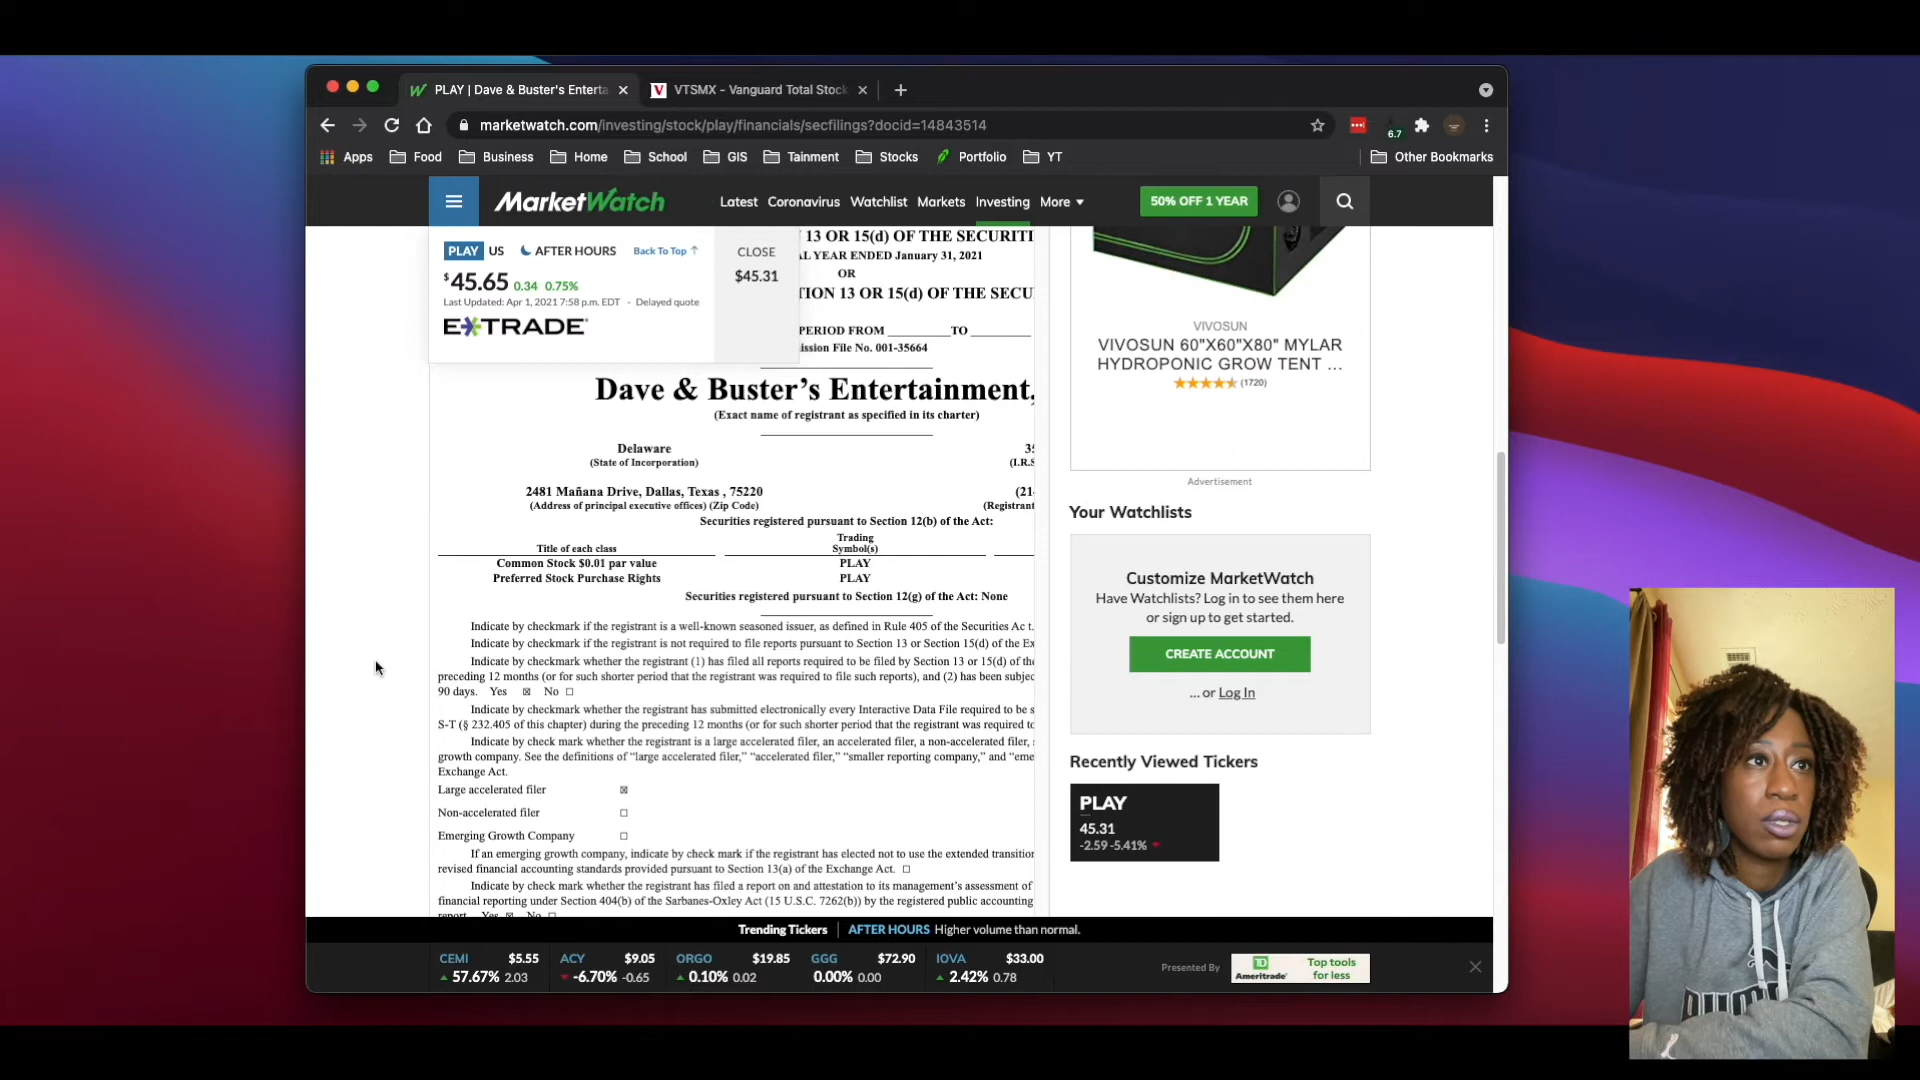 PLAY | Dave & Buster's Enterta
VTSMX - Vanguard Total Stock
marketwatch.com/investing/stock/play/financials/secfilings?docid=14843514
6.7
Apps Food Business Home School GIS Tainment Stocks Portfolio YT Other Bookmarks
MarketWatch Latest Coronavirus Watchlist Markets Investing More 50% OFF 1 YEAR
PLAY US AFTER HOURS Back To Top
CLOSE
$45.65 0.34 0.75%
$45.31
Last Updated: Apr 1, 2021 7:58 p.m. EDT • Delayed quote
E*TRADE
13 OR 15(d) OF THE SECURITI
AL YEAR ENDED January 31, 2021
OR
TION 13 OR 15(d) OF THE SECU
PERIOD FROM TO
ission File No. 001-35664
Dave & Buster's Entertainment,
(Exact name of registrant as specified in its charter)
Delaware
(State of Incorporation)
(I.R.S
2481 Mañana Drive, Dallas, Texas , 75220 (21-
(Address of principal executive offices) (Zip Code) (Registrant
Securities registered pursuant to Section 12(b) of the Act:
Title of each class
Trading
Symbol(s)
Common Stock $0.01 par value PLAY
Preferred Stock Purchase Rights PLAY
Securities registered pursuant to Section 12(g) of the Act: None
Indicate by checkmark if the registrant is a well-known seasoned issuer, as defined in Rule 405 of the Securities Ac t.
Indicate by checkmark if the registrant is not required to file reports pursuant to Section 13 or Section 15(d) of the Ex
Indicate by checkmark whether the registrant (1) has filed all reports required to be filed by Section 13 or 15(d) of the
preceding 12 months (or for such shorter period that the registrant was required to file such reports), and (2) has been subjec
90 days. Yes ☒ No ☐
Indicate by checkmark whether the registrant has submitted electronically every Interactive Data File required to be s
S-T (§ 232.405 of this chapter) during the preceding 12 months (or for such shorter period that the registrant was required to
Indicate by check mark whether the registrant is a large accelerated filer, an accelerated filer, a non-accelerated filer,
growth company. See the definitions of “large accelerated filer,” “accelerated filer,” “smaller reporting company,” and “eme
Exchange Act.
Large accelerated filer ☒
Non-accelerated filer ☐
Emerging Growth Company ☐
If an emerging growth company, indicate by check mark if the registrant has elected not to use the extended transition
revised financial accounting standards provided pursuant to Section 13(a) of the Exchange Act. ☐
Indicate by check mark whether the registrant has filed a report on and attestation to its management's assessment of
financial reporting under Section 404(b) of the Sarbanes-Oxley Act (15 U.S.C. 7262(b)) by the registered public accounting
report. Yes ☒ No ☐
VIVOSUN
VIVOSUN 60"X60"X80" MYLAR
HYDROPONIC GROW TENT ...
(1720)
Advertisement
Your Watchlists
Customize MarketWatch
Have Watchlists? Log in to see them here
or sign up to get started.
CREATE ACCOUNT
... or Log In
Recently Viewed Tickers
PLAY
45.31
-2.59 -5.41%
Trending Tickers AFTER HOURS Higher volume than normal.
CEMI $5.55 ACY $9.05 ORGO $19.85 GGG $72.90 IOVA $33.00
57.67% 2.03 -6.70% -0.65 0.10% 0.02 0.00% 0.00 2.42% 0.78
Presented By
TD Ameritrade
Top tools
for less